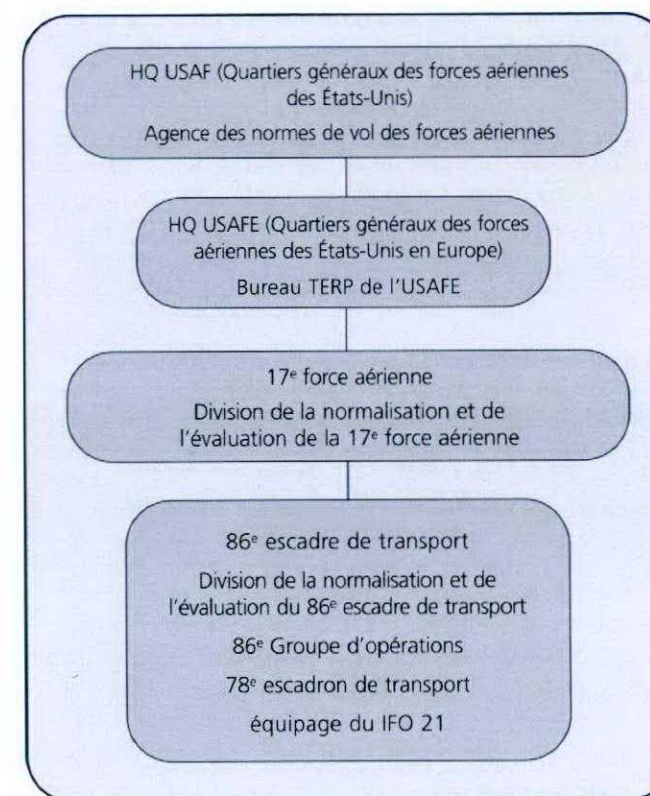 HQ USAF (Quartiers généraux des forces aériennes
des États-Unis)
Agence des normes de vol des forces aériennes
HQ USAFE (Quartiers généraux des forces
aériennes des États-Unis en Europe)
Bureau TERP de l'USAFE
17e force aérienne
Division de la normalisation et de
l'évaluation de la 17e force aérienne
86e escadre de transport
Division de la normalisation et de
l'évaluation du 86e escadre de transport
86e Groupe d'opérations
78e escadron de transport
équipage du IFO 21